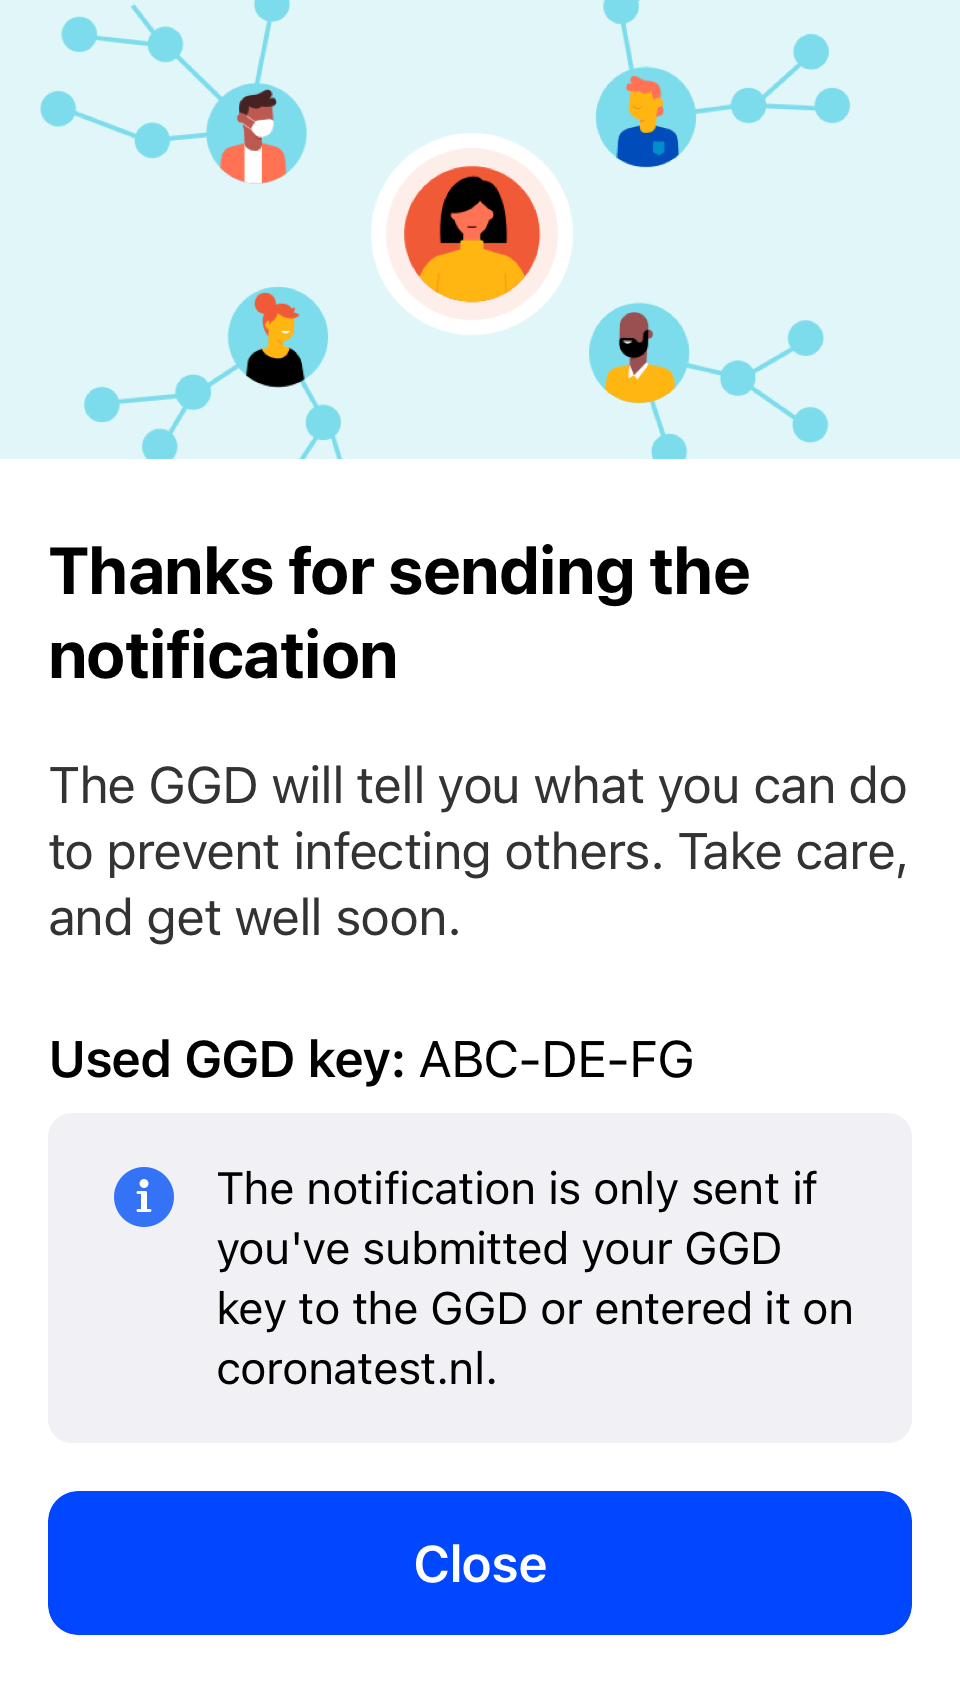 Thanks for sending the
notification
The GGD will tell you what you can do
to prevent infecting others. Take care,
and get well soon.
Used GGD key: ABC-DE-FG
The notification is only sent if
you've submitted your GGD
key to the GGD or entered it on
coronatest.nl.
Close